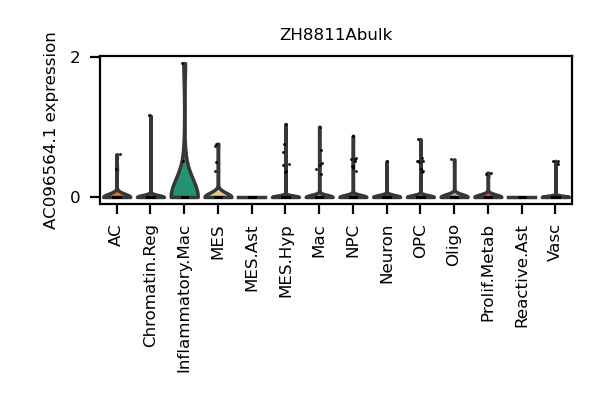 ZH8811Abulk
AC096564.1 expression
2
0
AC
Chromatin.Reg
Inflammatory.Mac
MES
MES.Ast
MES.Hyp
Mac
NPC
Neuron
OPC
Oligo
Prolif.Metab
Reactive.Ast
Vasc